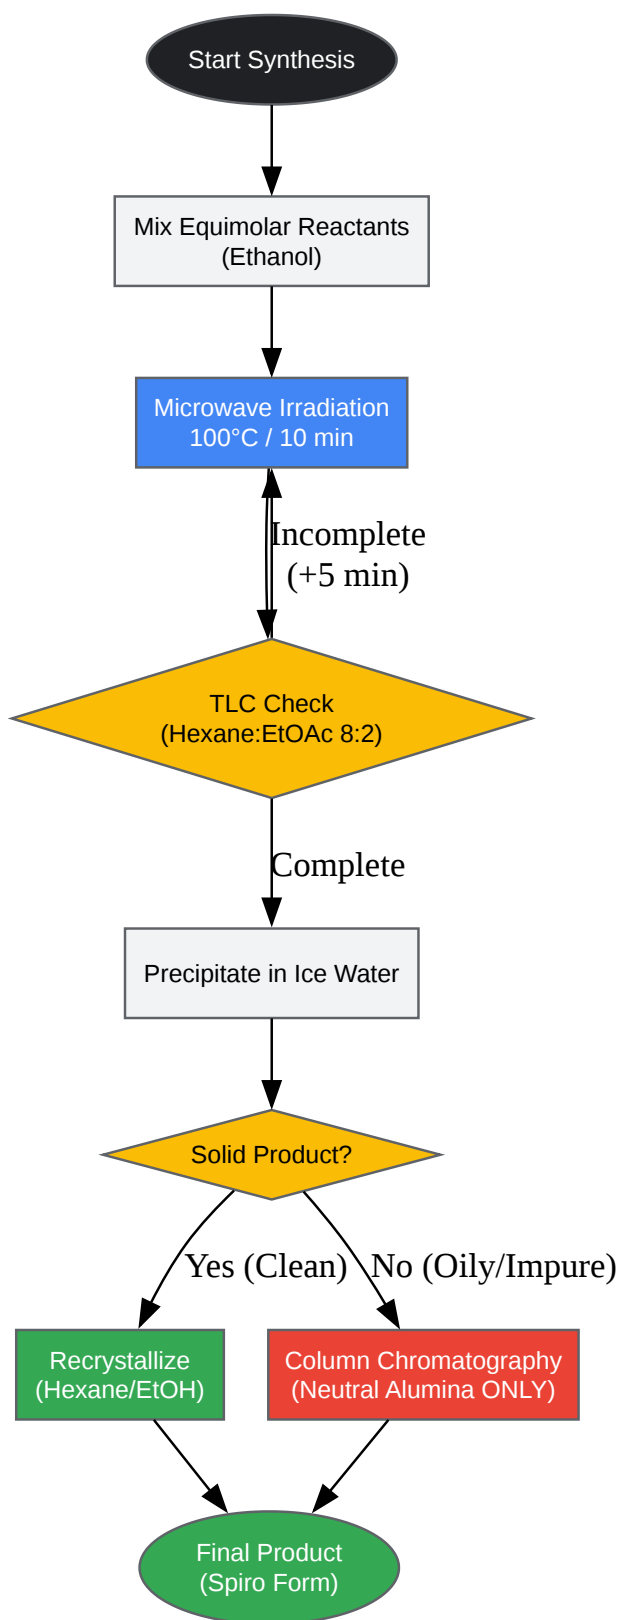 Start Synthesis
Mix Equimolar Reactants
(Ethanol)
Microwave Irradiation
100°C / 10 min
Incomplete
(+5 min)
TLC Check
(Hexane:EtOAc 8:2)
Complete
Precipitate in Ice Water
Solid Product?
Yes (Clean)
No (Oily/Impure)
Recrystallize
(Hexane/EtOH)
Column Chromatography
(Neutral Alumina ONLY)
Final Product
(Spiro Form)